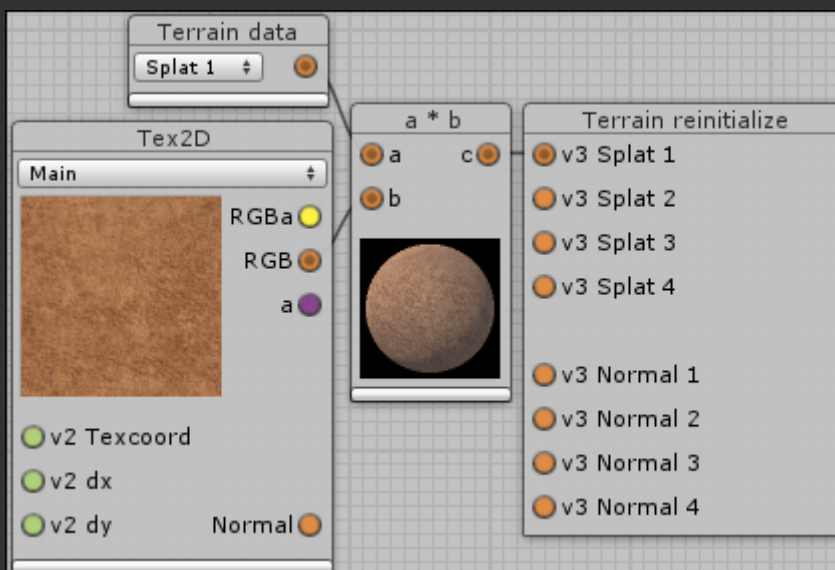 Terrain data
Splat 1
Tex2D
Main
RGBa
RGB
a
v2 Texcoord
v2 dx
v2 dy
Normal
a * b
a
c
b
Terrain reinitialize
v3 Splat 1
v3 Splat 2
v3 Splat 3
v3 Splat 4
v3 Normal 1
v3 Normal 2
v3 Normal 3
v3 Normal 4